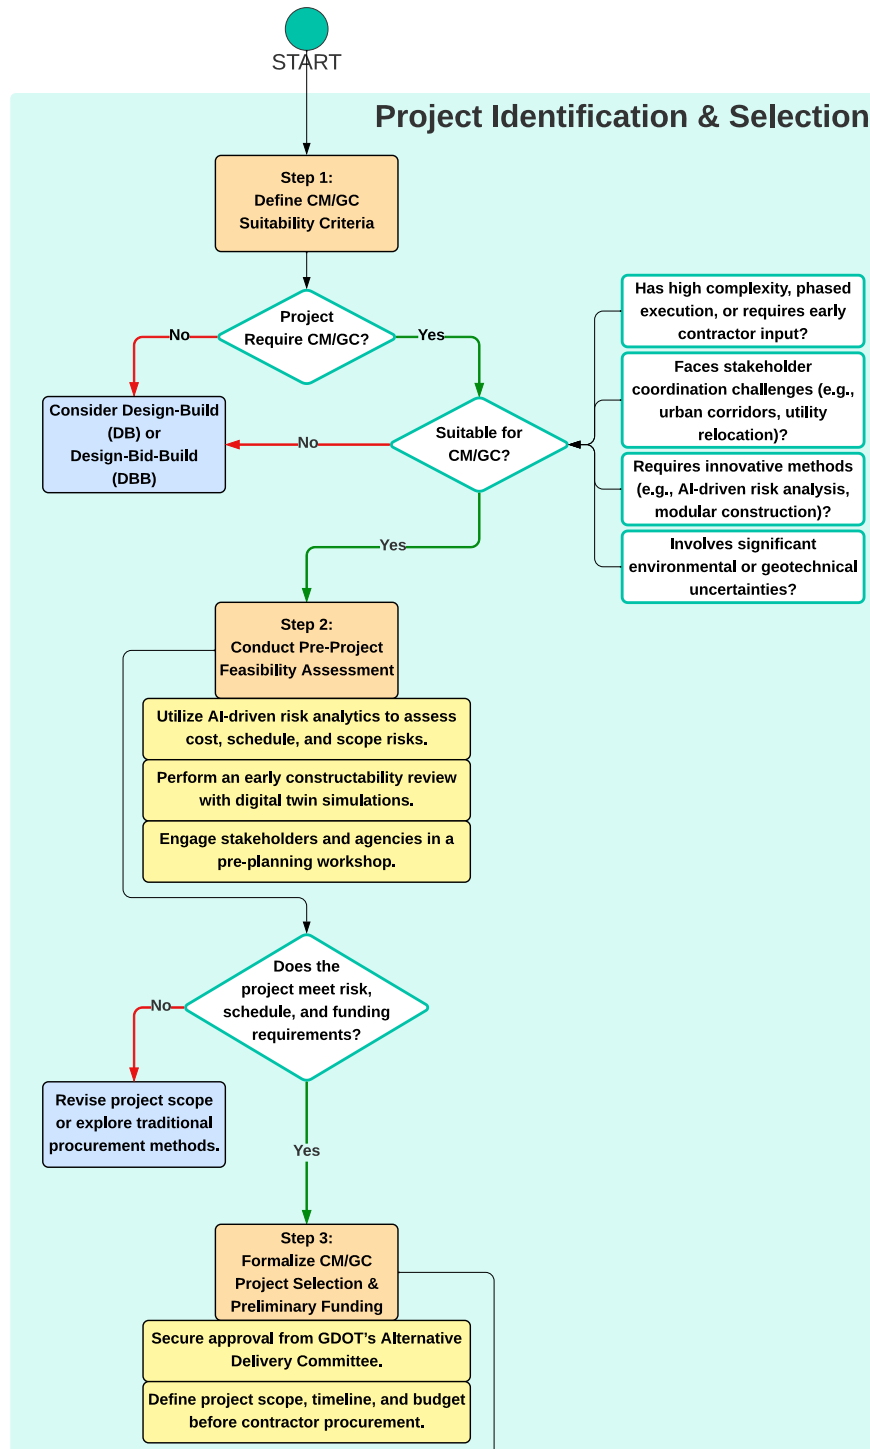 START
Project Identification & Selection
Step 1:
Define CM/GC
Suitability Criteria
Project
Require CM/GC?
No
Yes
Has high complexity, phased
execution, or requires early
contractor input?
Faces stakeholder
coordination challenges (e.g.,
urban corridors, utility
relocation)?
Consider Design-Build
(DB) or
Design-Bid-Build
(DBB)
No
Suitable for
CM/GC?
Requires innovative methods
(e.g., AI-driven risk analysis,
modular construction)?
Involves significant
environmental or geotechnical
uncertainties?
Yes
Step 2:
Conduct Pre-Project
Feasibility Assessment
Utilize AI-driven risk analytics to assess
cost, schedule, and scope risks.
Perform an early constructability review
with digital twin simulations.
Engage stakeholders and agencies in a
pre-planning workshop.
Does the
project meet risk,
schedule, and funding
requirements?
No
Revise project scope
or explore traditional
procurement methods.
Yes
Step 3:
Formalize CM/GC
Project Selection &
Preliminary Funding
Secure approval from GDOT's Alternative
Delivery Committee.
Define project scope, timeline, and budget
before contractor procurement.